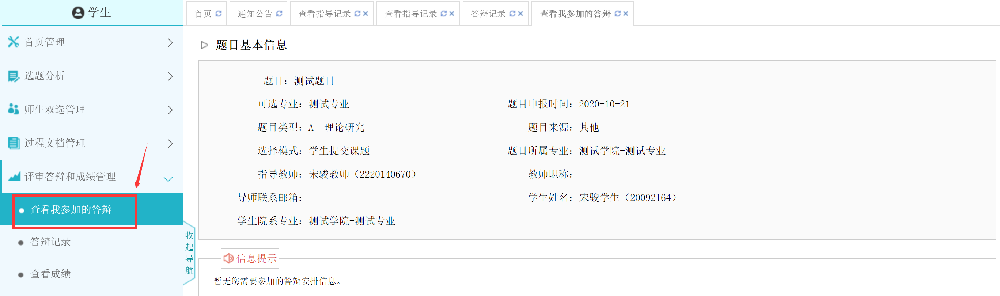 学生
首页管理
选题分析
师生双选管理
过程文档管理
评审答辩和成绩管理
查看我参加的答辩
答辩记录
查看成绩
收起导航
首页 通知公告 查看指导记录 查看指导记录 答辩记录 查看我参加的答辩
题目基本信息
题目：测试题目
可选专业：测试专业 题目申报时间：2020-10-21
题目类型：A—理论研究 题目来源：其他
选择模式：学生提交课题 题目所属专业：测试学院-测试专业
指导教师：宋骏教师（2220140670） 教师职称：
导师联系邮箱： 学生姓名：宋骏学生（20092164）
学生院系专业：测试学院-测试专业
信息提示
暂无您需要参加的答辩安排信息。